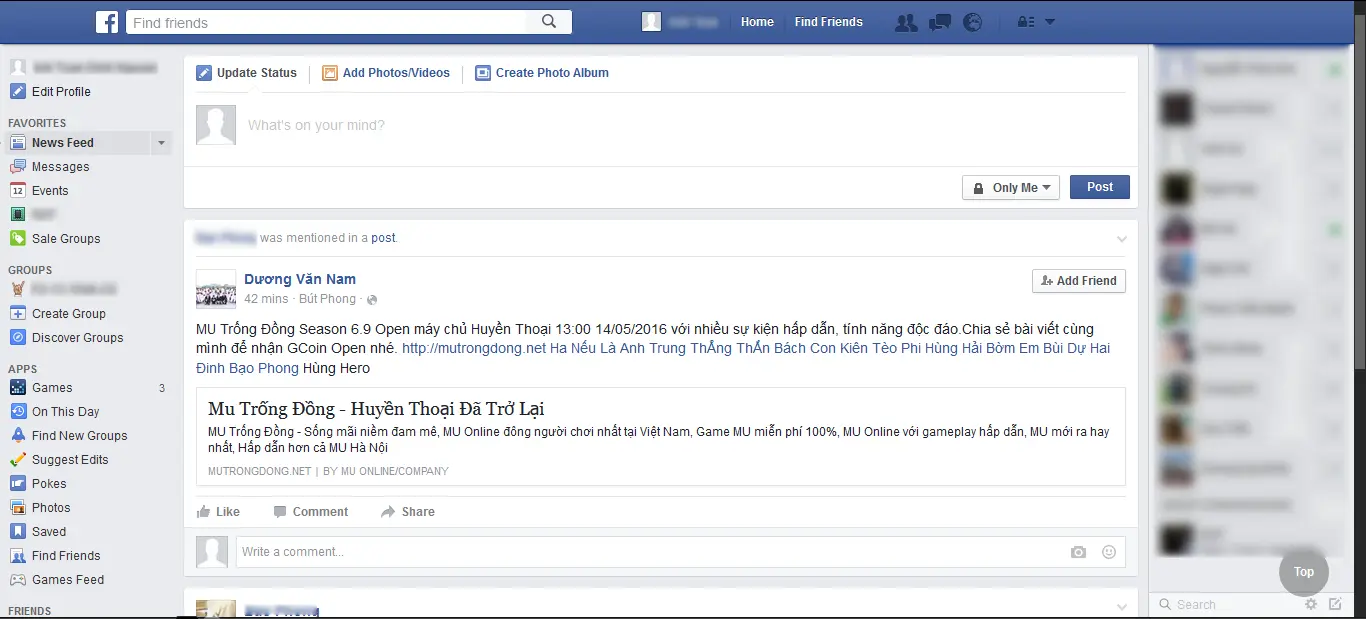 Find friends
Home
Find Friends
Edit Profile
FAVORITES
News Feed
Messages
12 Events
Sale Groups
GROUPS
Create Group
Discover Groups
APPS
Games 3
On This Day
Find New Groups
Suggest Edits
Pokes
Photos
Saved
Find Friends
Games Feed
FRIENDS
Update Status
Add Photos/Videos
Create Photo Album
What's on your mind?
Only Me
Post
was mentioned in a post.
Dương Văn Nam
42 mins · Bút Phong ·
Add Friend
MU Trống Đồng Season 6.9 Open máy chủ Huyền Thoại 13:00 14/05/2016 với nhiều sự kiện hấp dẫn, tính năng độc đáo.Chia sẻ bài viết cùng
mình để nhận GCoin Open nhé. http://mutrongdong.net Ha Nếu Là Anh Trung Thắng Thần Bách Con Kiên Tèo Phi Hùng Hải Bờm Em Bùi Dự Hai
Đinh Bạo Phong Hùng Hero
Mu Trống Đồng - Huyền Thoại Đã Trở Lại
MU Trống Đồng - Sống mãi niềm đam mê, MU Online đông người chơi nhất tại Việt Nam, Game MU miễn phí 100%, MU Online với gameplay hấp dẫn, MU mới ra hay
nhất, Hấp dẫn hơn cả MU Hà Nội
MUTRONGDONG.NET | BY MU ONLINE/COMPANY
Like
Comment
Share
Write a comment...
Top
Search